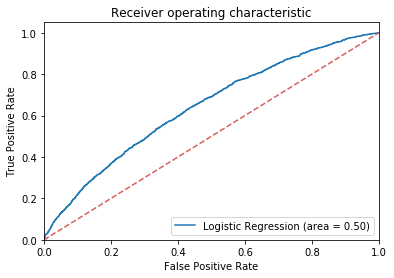 Receiver operating characteristic
1.0
0.8
0.6
0.4
0.2
0.0
True Positive Rate
Logistic Regression (area = 0.50)
0.0 0.2 0.4 0.6 0.8 1.0
False Positive Rate